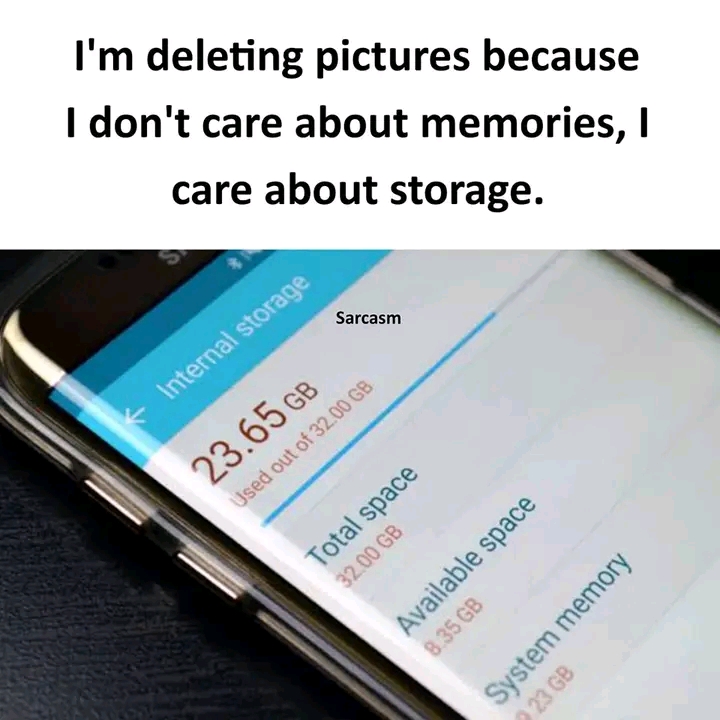 I'm deleting pictures because
I don't care about memories, I
care about storage.
Internal storage
Sarcasm
23.65 GB
Used out of 32.00 GB
Total space
32.00 GB
Available space
8.35 GB
System memory
9.23 GB